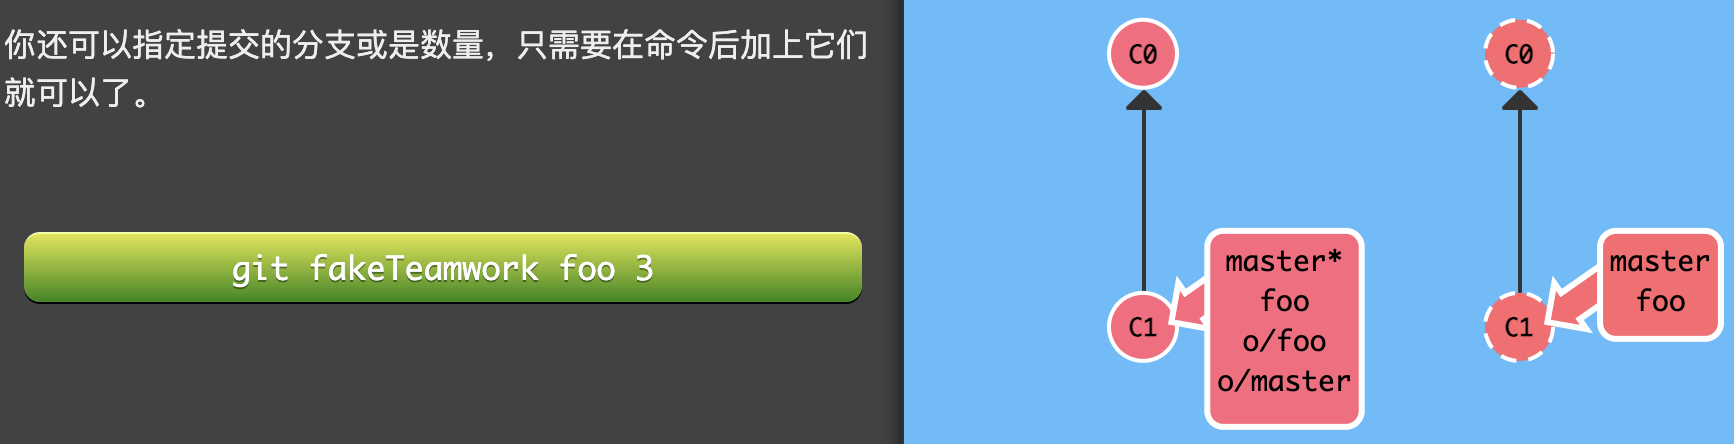 你还可以指定提交的分支或是数量，只需要在命令后加上它们
就可以了。
git fakeTeamwork foo 3
C0
C1
master*
foo
o/foo
o/master
C0
C1
master
foo